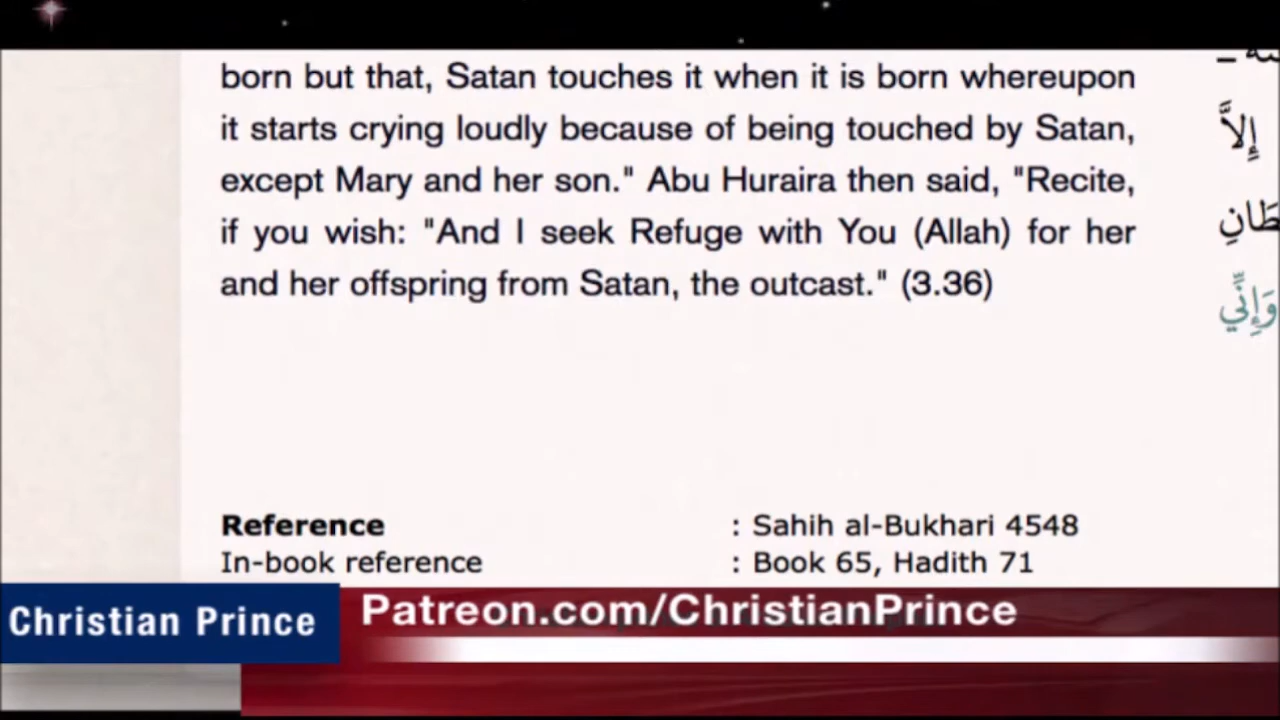 born but that, Satan touches it when it is born whereupon
it starts crying loudly because of being touched by Satan,
إِلاَّ
except Mary and her son." Abu Huraira then said, "Recite,
if you wish: "And I seek Refuge with You (Allah) for her
and her offspring from Satan, the outcast." (3.36)
وَإِنِّي
Reference : Sahih al-Bukhari 4548
In-book reference : Book 65, Hadith 71
Christian Prince
Patreon.com/ChristianPrince